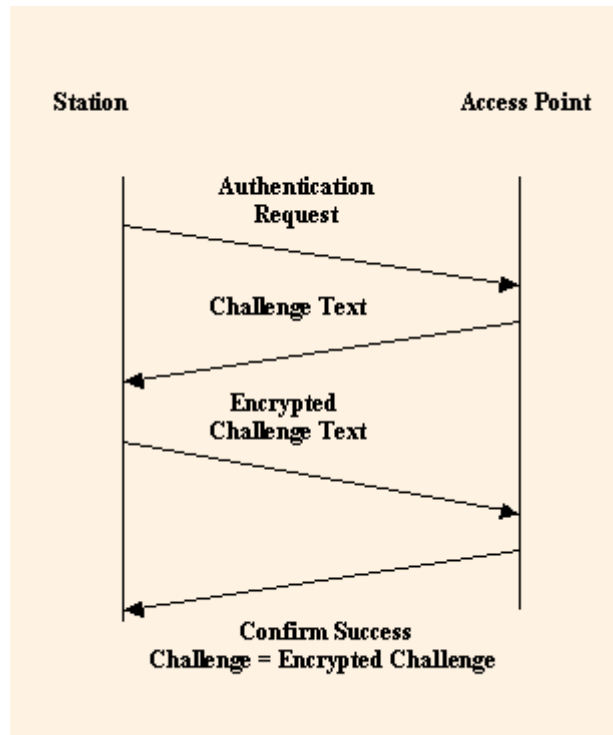 Station
Access Point
Authentication
Request
Challenge Text
Encrypted
Challenge Text
Confirm Success
Challenge = Encrypted Challenge